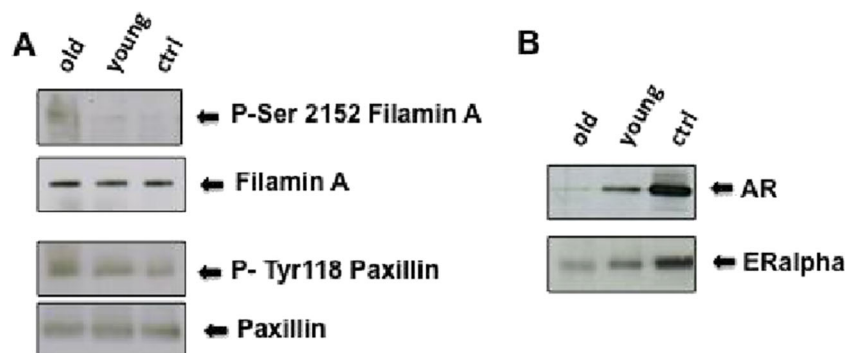 A
old
young
ctrl
P-Ser 2152 Filamin A
Filamin A
P- Tyr118 Paxillin
Paxillin
B
old
young
ctrl
AR
ERalpha